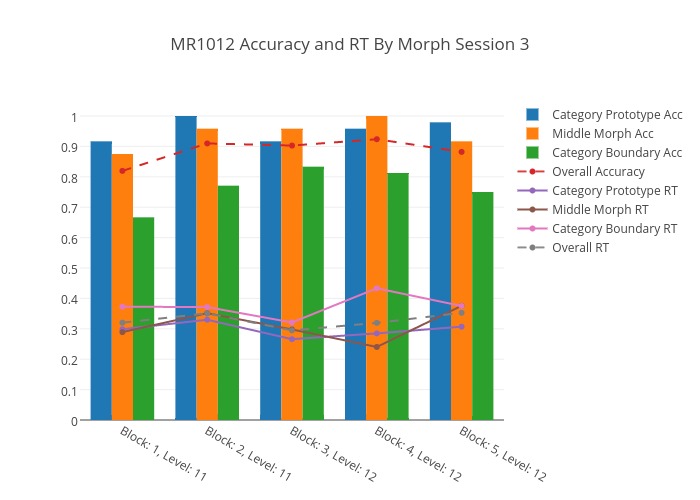 MR1012 Accuracy and RT By Morph Session 3
1
0.9
0.8
0.7
0.6
0.5
0.4
0.3
0.2
0.1
0
Block: 1, Level: 11
Block: 2, Level: 11
Block: 3, Level: 12
Block: 4, Level: 12
Block: 5, Level: 12
Category Prototype Acc
Middle Morph Acc
Category Boundary Acc
Overall Accuracy
Category Prototype RT
Middle Morph RT
Category Boundary RT
Overall RT